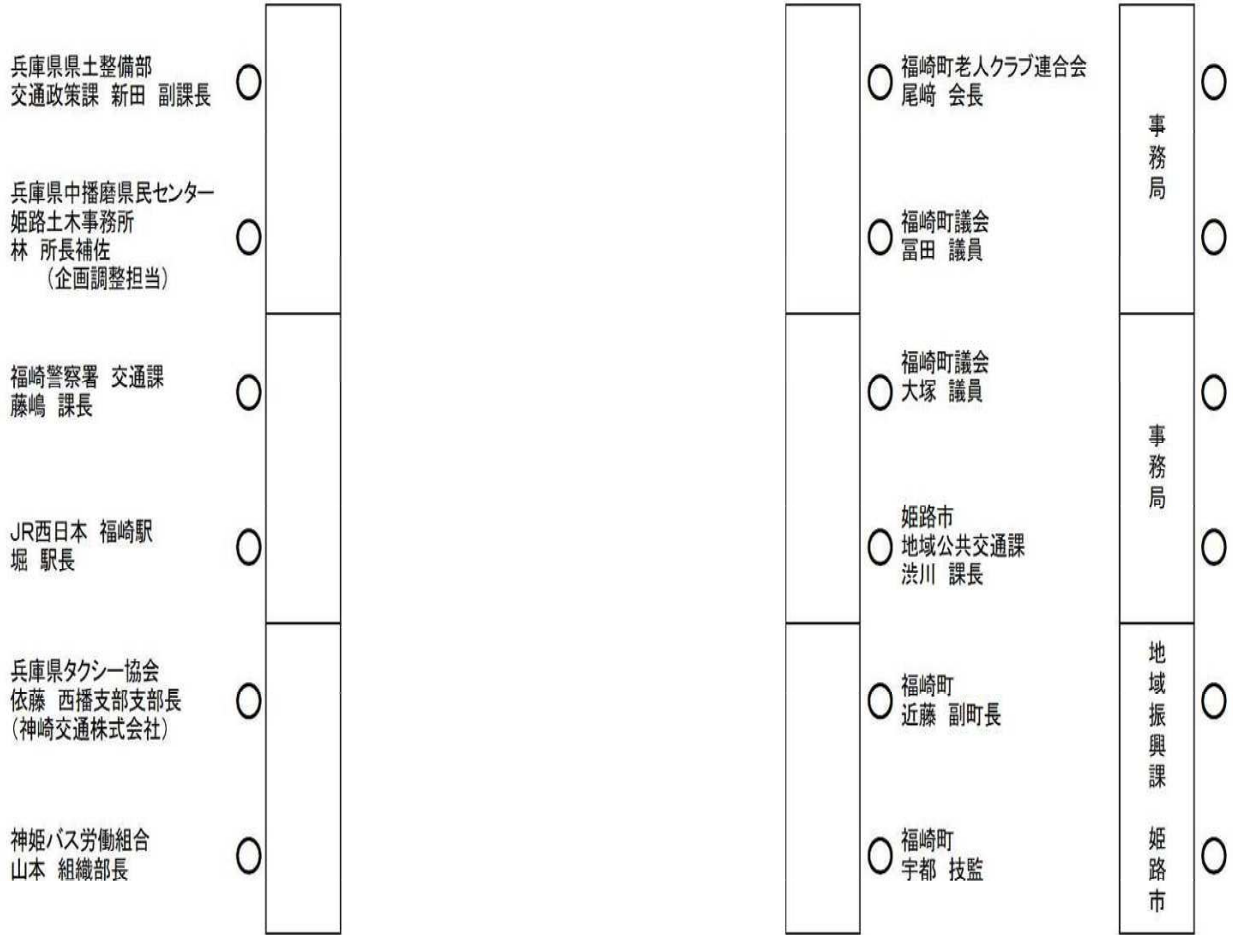 兵庫県県土整備部
交通政策課 新田 副課長
兵庫県中播磨県民センター
姫路土木事務所
林 所長補佐
（企画調整担当）
福崎警察署 交通課
藤嶋 課長
JR西日本 福崎駅
堀 駅長
兵庫県タクシー協会
依藤 西播支部支部長
（神崎交通株式会社）
神姫バス労働組合
山本 組織部長
福崎町老人クラブ連合会
尾﨑 会長
福崎町議会
冨田 議員
福崎町議会
大塚 議員
姫路市
地域公共交通課
渋川 課長
福崎町
近藤 副町長
福崎町
宇都 技監
事務局
事務局
地域振興課
姫路市